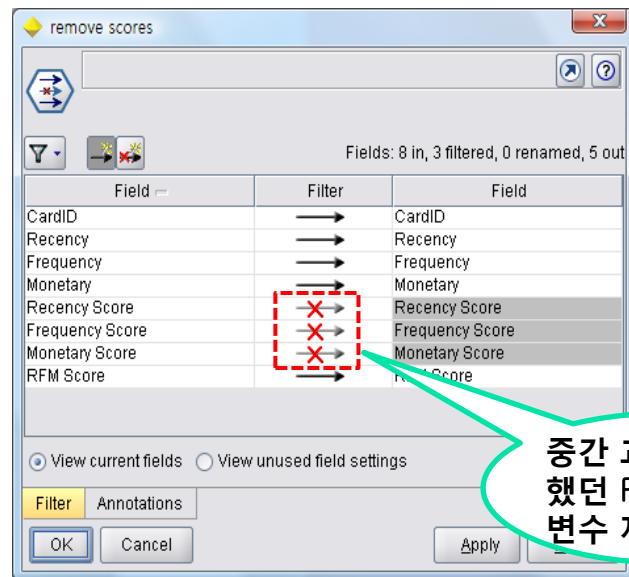 remove scores
Fields: 8 in, 3 filtered, 0 renamed, 5 out
Field Filter Field
CardID CardID
Recency Recency
Frequency Frequency
Monetary Monetary
Recency Score Recency Score
Frequency Score Frequency Score
Monetary Score Monetary Score
RFM Score Score
View current fields View unused field settings
중간
했던
변수
Filter Annotations
OK Cancel Apply